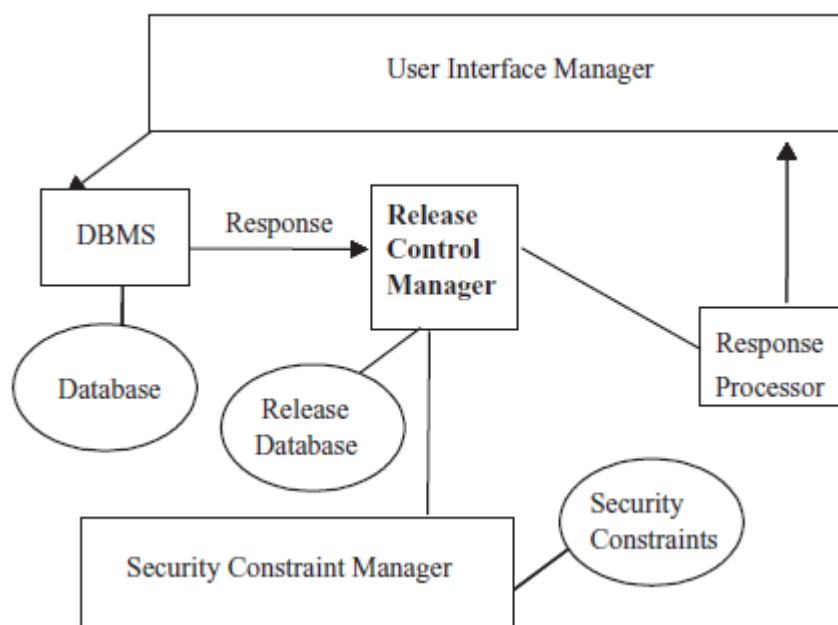 User Interface Manager
DBMS
Response
Release
Control
Manager
Response
Processor
Database
Release
Database
Security
Constraints
Security Constraint Manager